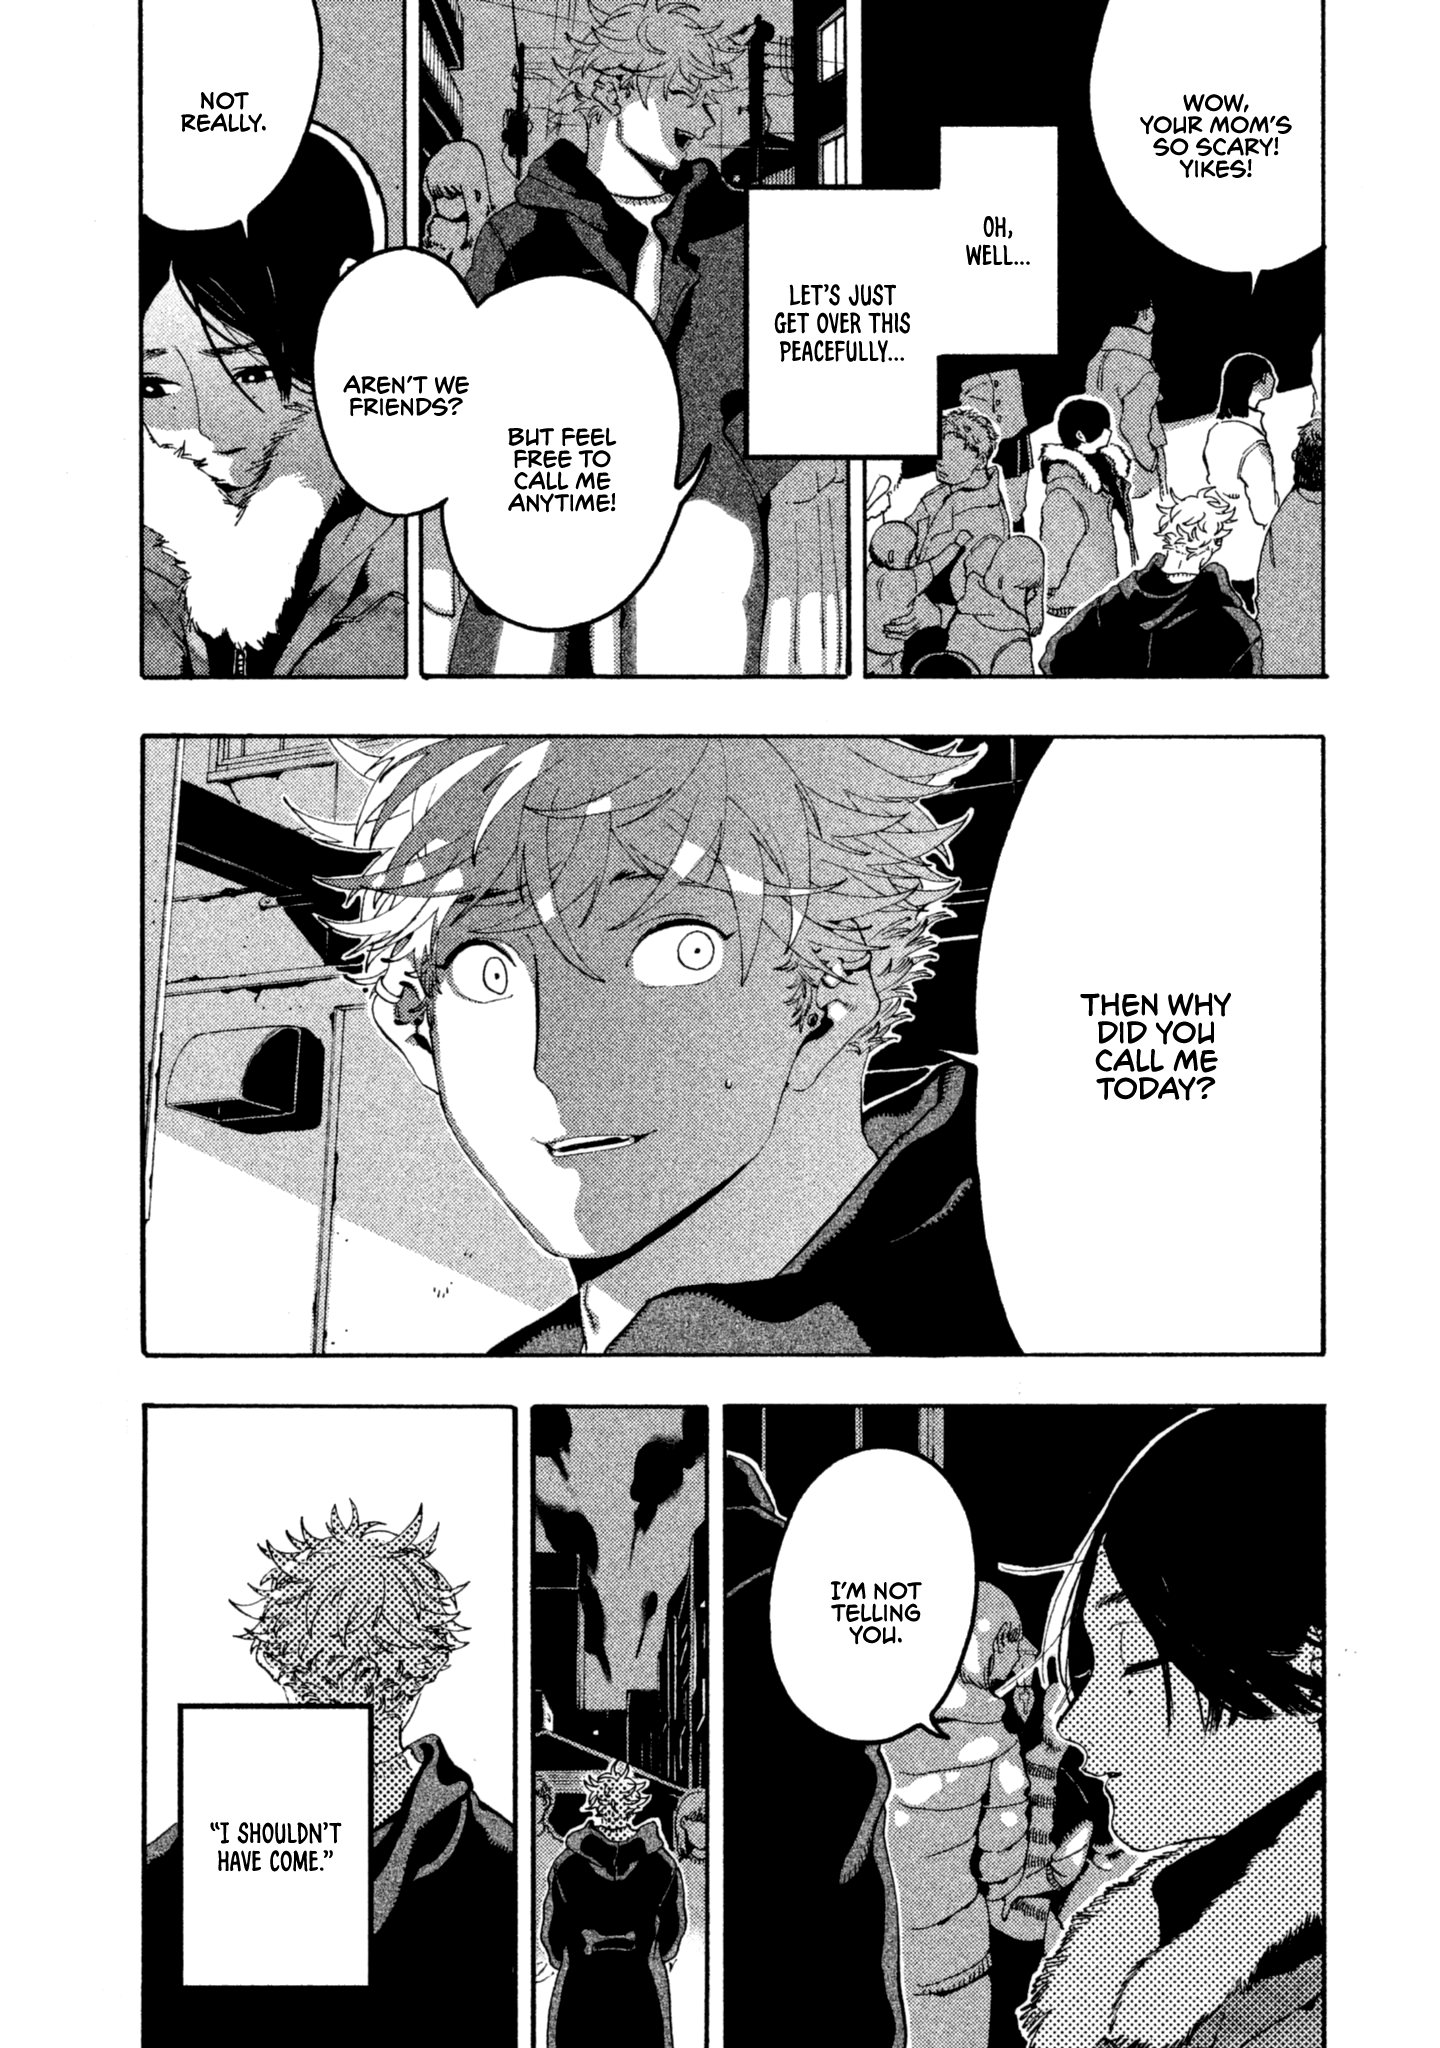 WOW,
YOUR MOM'S
SO SCARY!
YIKES!
OH,
WELL...
LET'S JUST
GET OVER THIS
PEACEFULLY...
BUT FEEL
FREE TO
CALL ME
ANYTIME!
AREN'T WE
FRIENDS?
NOT
REALLY.
THEN WHY
DID YOU
CALL ME
TODAY?
I'M NOT
TELLING
YOU.
"I SHOULDN'T
HAVE COME."